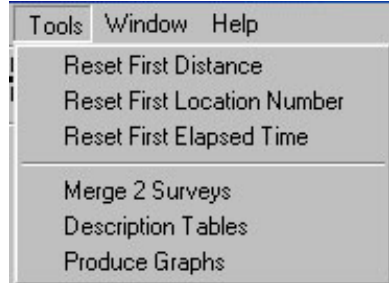 Tools Window Help
Reset First Distance
Reset First Location Number
Reset First Elapsed Time
Merge 2 Surveys
Description Tables
Produce Graphs